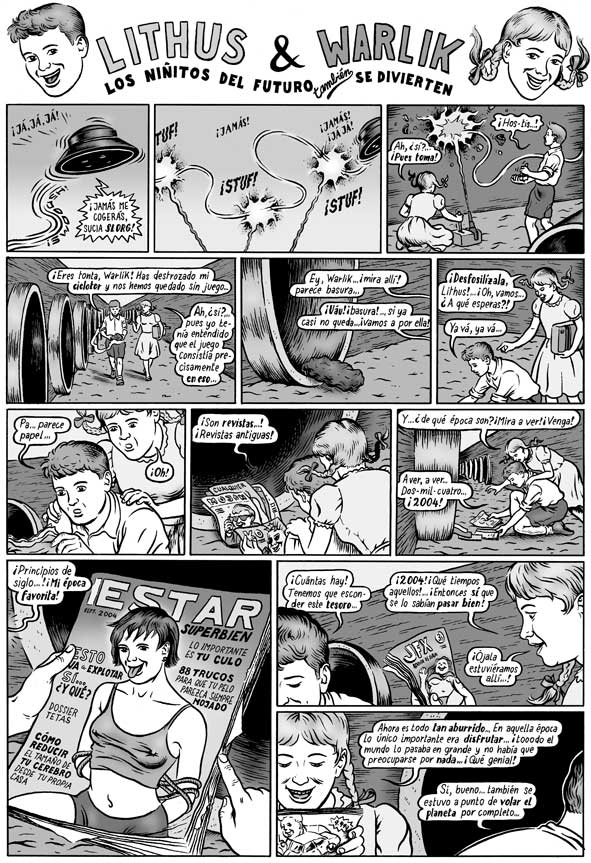 LITHUS & WARLIK
LOS NIÑITOS DEL FUTURO también SE DIVIERTEN
¡JÁ, JÁ, JÁ!
¡JAMÁS ME
COGERÁS,
SUCIA SLORG!
STUF!
¡JAMÁS!
¡STUF!
¡JAMÁS!
¡JA JÁ!
¡STUF!
Ah, ¿sí?...
¡Pues toma!
¡Hos-tia..!
¡Eres tonta, Warlik! Has destrozado mi
ciclotor y nos hemos quedado sin juego...
Ah, ¿sí?...
pues yo te-
nía entendido
que el juego
consistía pre-
cisamente
en eso...
Ey, Warlik... ¡mira allí!
parece basura...
¡Uáu! ¡basura!... si ya
casi no queda... ¡vamos a por ella!
¡Desfosilízala,
Lithus!... ¡Oh, vamos...
¿A qué esperas?!
Ya vá, ya vá...
Pa... parece
papel...
¡Oh!
¡Son revistas..!
¡Revistas antiguas!
CUALQUIER
Y... ¿de qué época son? ¡Mira a ver! ¡Venga!
A ver, a ver..
Dos-mil-cuatro...
¡2004!
¡Principios de
siglo...! ¡Mi época
favorita!
IESTAR
SEPT. 2004
SUPERBIEN
LO IMPORTANTE
ES TU CULO
88 TRUCOS
PARA QUE TU PELO
PAREZCA SIEMPRE
MOJADO
ESTO
VA A EXPLOTAR
SÍ...
¿Y QUÉ?
DOSSIER
TETAS
CÓMO
REDUCIR
EL TAMAÑO DE
TU CEREBRO
DESDE TU PROPIA
CASA
¡Cuántas hay!
Tenemos que escon-
der este tesoro...
¡2004! ¡Qué tiempos
aquellos!... ¡Entonces sí que
se lo sabían pasar bien!
¡Ojala
estuviéramos
allí...!
JFX
Ahora es todo tan aburrido... En aquella época
lo único importante era disfrutar... ¡tooodo el
mundo lo pasaba en grande y no había que
preocuparse por nada... ¡Qué genial!
Sí, bueno... también se
estuvo a punto de volar el
planeta por completo...